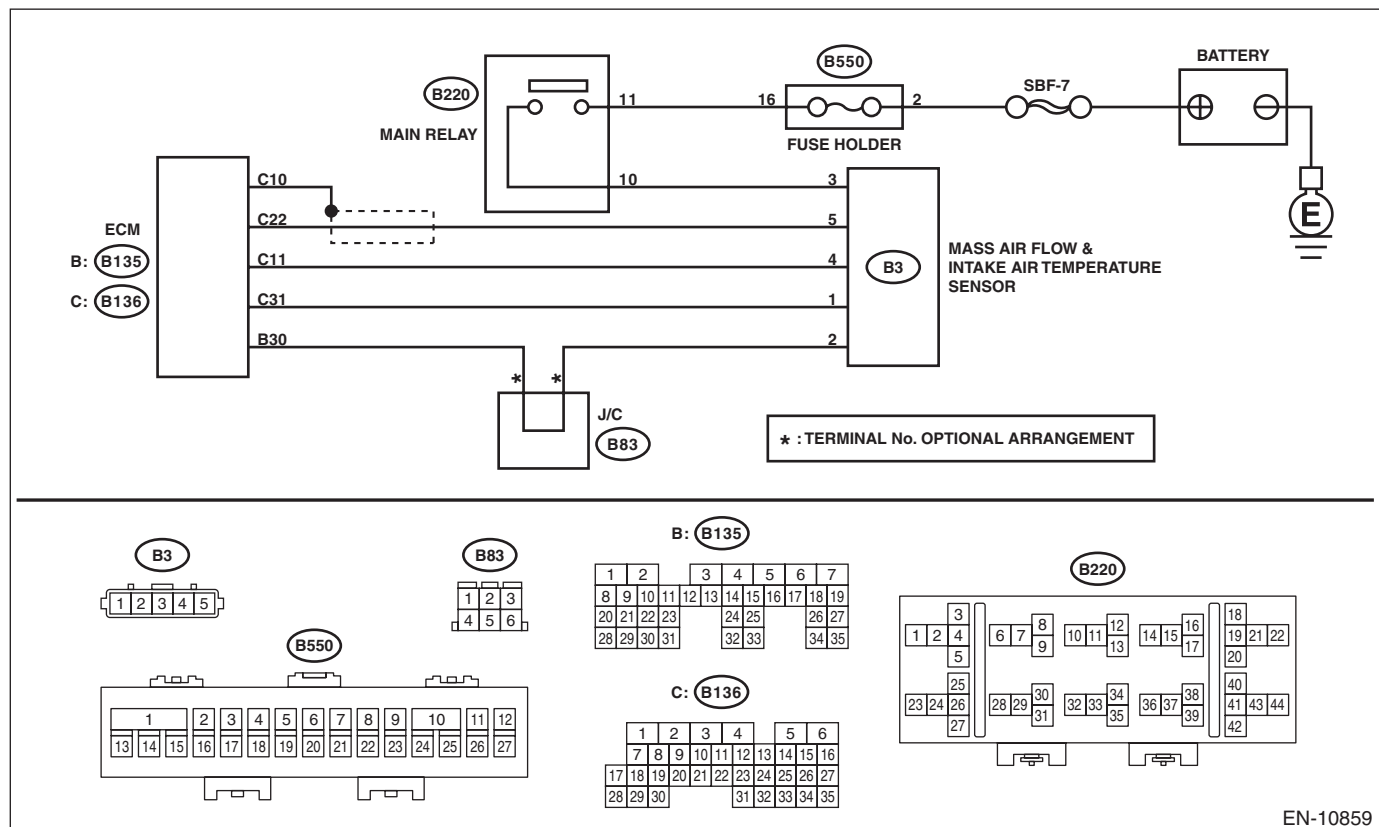 BATTERY
B550
SBF-7
B220
11
16
2
MAIN RELAY
FUSE HOLDER
C10
10
3
E
ECM
C22
5
MASS AIR FLOW &
INTAKE AIR TEMPERATURE
SENSOR
B: B135
C11
4
B3
C: B136
C31
1
B30
2
* *
J/C
B83
* : TERMINAL No. OPTIONAL ARRANGEMENT
B3
1 2 3 4 5
B83
1 2 3
4 5 6
B550
1 2 3 4 5 6 7 8 9 10 11 12
13 14 15 16 17 18 19 20 21 22 23 24 25 26 27
B: B135
1 2 3 4 5 6 7
8 9 10 11 12 13 14 15 16 17 18 19
20 21 22 23 24 25 26 27
28 29 30 31 32 33 34 35
C: B136
1 2 3 4 5 6
7 8 9 10 11 12 13 14 15 16
17 18 19 20 21 22 23 24 25 26 27
28 29 30 31 32 33 34 35
B220
3 8 12 16 18
1 2 4 6 7 10 11 14 15 19 21 22
5 9 13 17 20
25 30 34 38 40
23 24 26 28 29 32 33 36 37 41 43 44
27 31 35 39 42
EN-10859